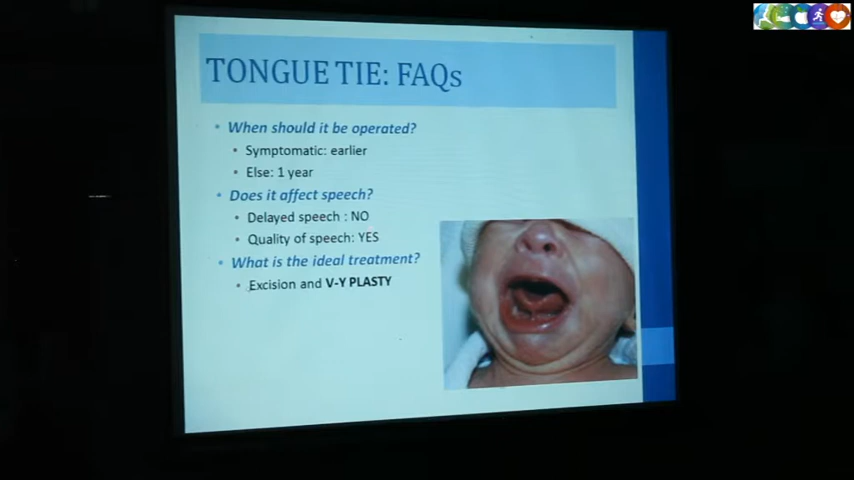 TONGUE TIE: FAQs
• When should it be operated?
• Symptomatic: earlier
• Else: 1 year
• Does it affect speech?
• Delayed speech : NO
• Quality of speech: YES
• What is the ideal treatment?
• Excision and V-Y PLASTY